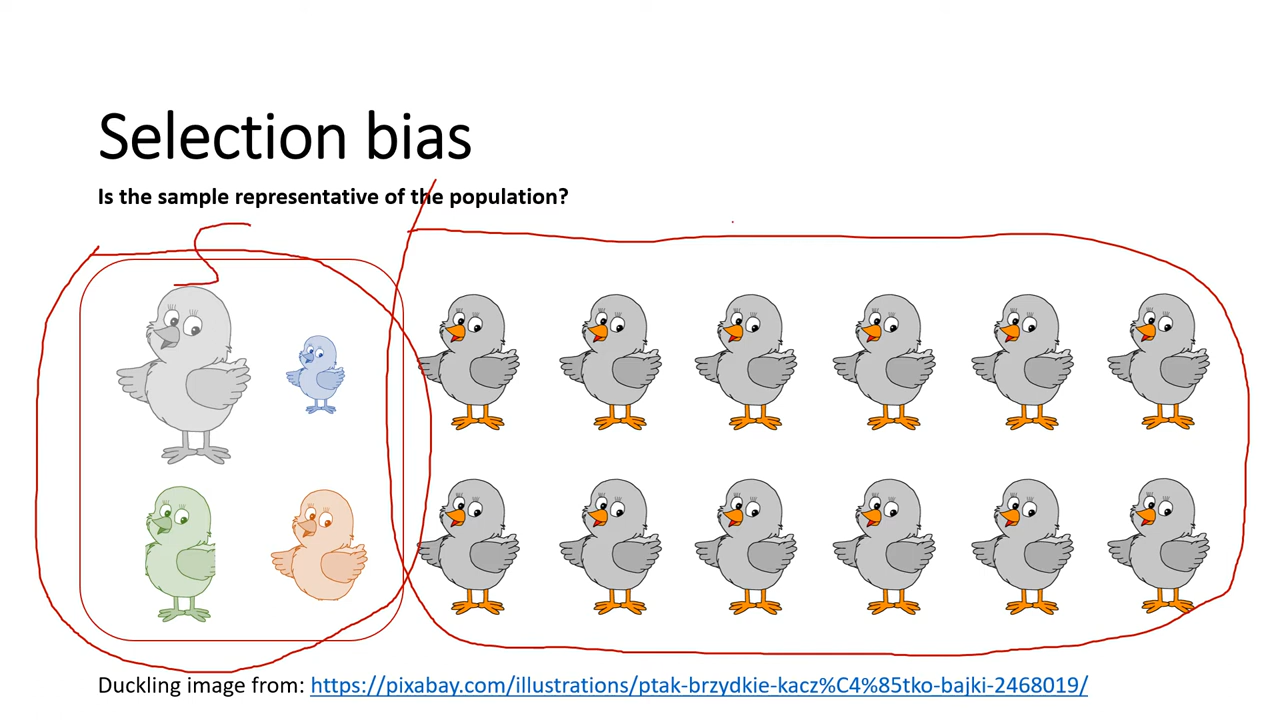 Selection bias
Is the sample representative of the population?
S
Duckling image from: https://pixabay.com/illustrations/ptak-brzydkie-kacz%C4%85tko-bajki-2468019/